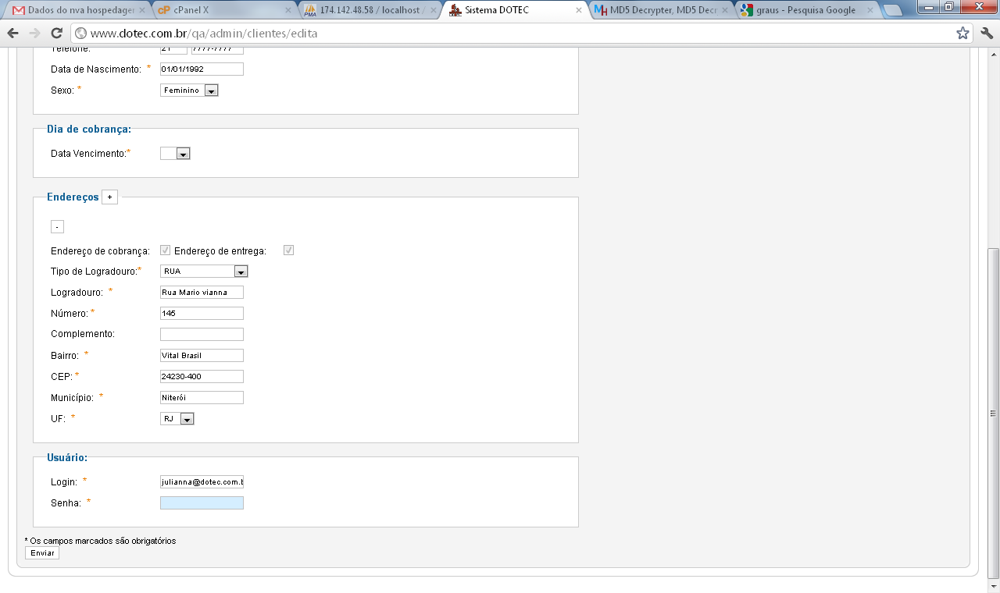 Dados do nva hospedager
cPanel X
174.142.48.58 / localhost /
Sistema DOTEC
MD5 Decrypter, MD5 Decr
graus - Pesquisa Google
www.dotec.com.br/qa/admin/clientes/edita
Telefone: 21 7777-7777
Data de Nascimento: * 01/01/1992
Sexo: * Feminino
Dia de cobrança:
Data Vencimento:*
Endereços +
-
Endereço de cobrança: Endereço de entrega:
Tipo de Logradouro:* RUA
Logradouro: * Rua Mario vianna
Número: * 145
Complemento:
Bairro: * Vital Brasil
CEP: * 24230-400
Município: * Niterói
UF: * RJ
Usuário:
Login: * julianna@dotec.com.b
Senha: *
* Os campos marcados são obrigatórios
Enviar